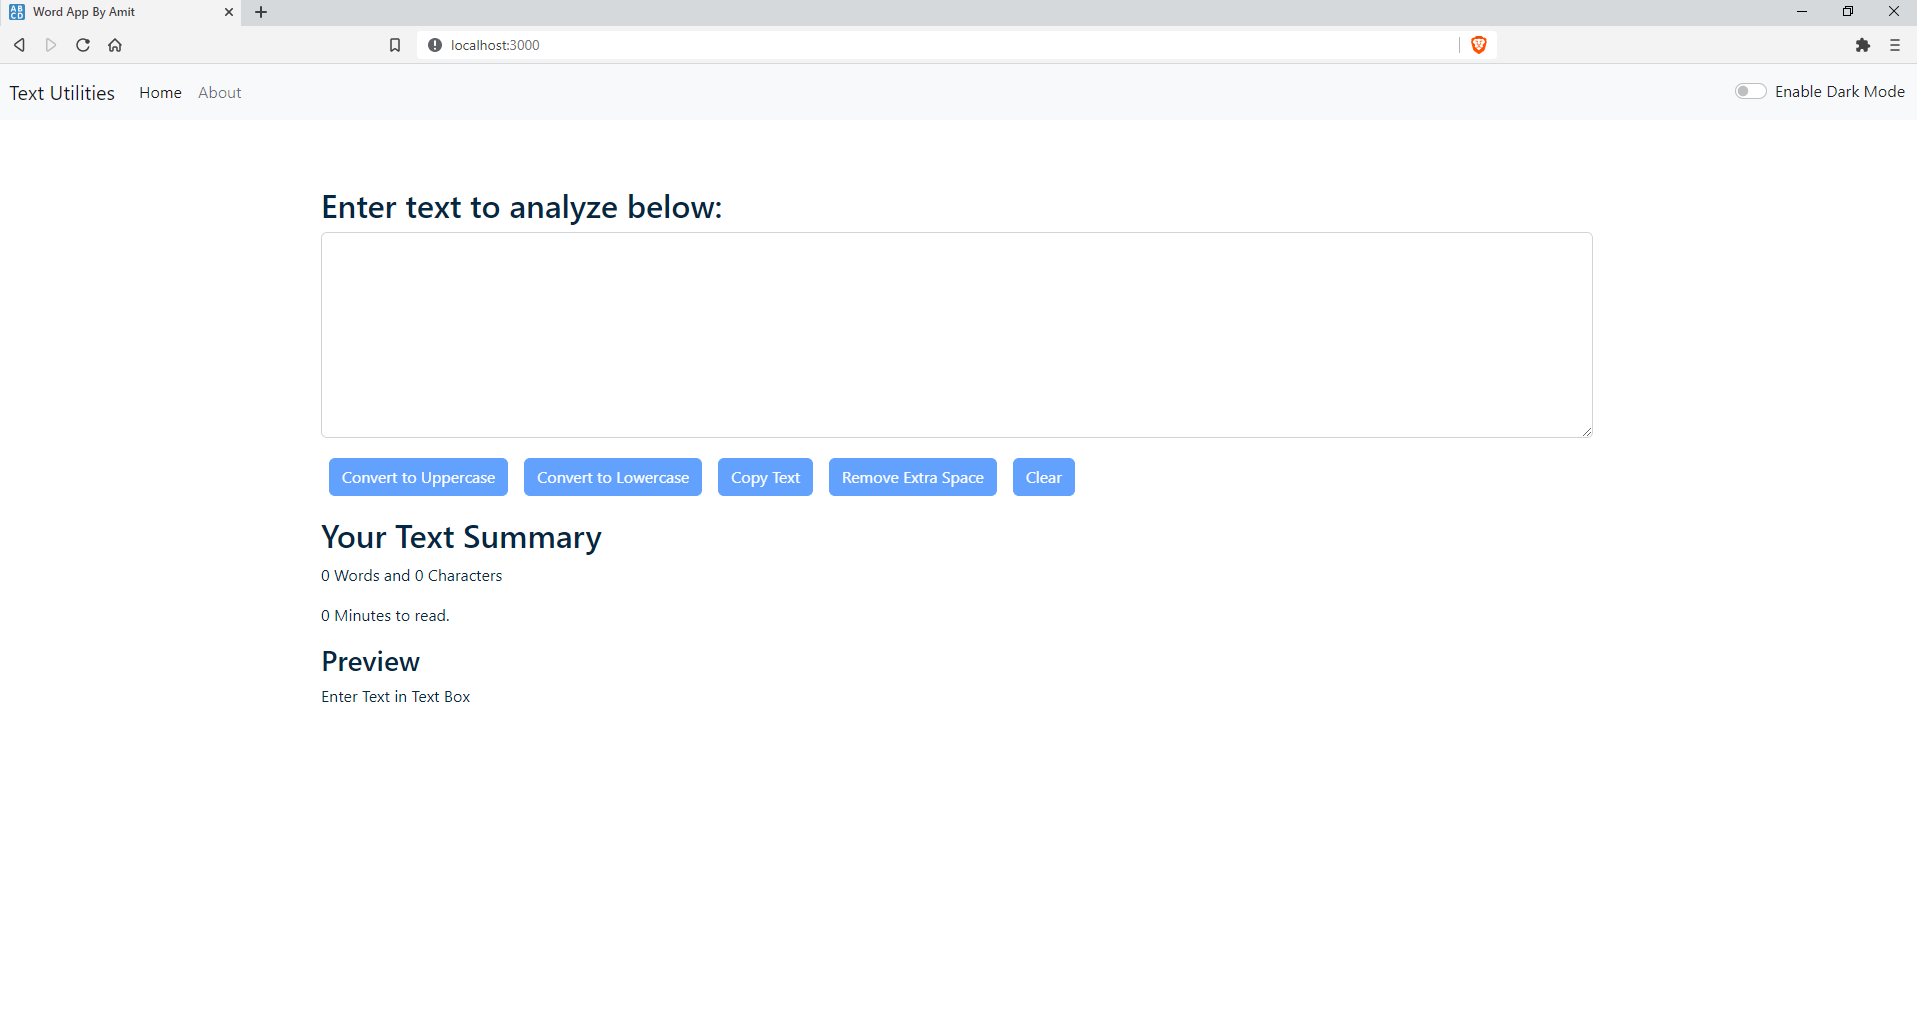 ABCD Word App By Amit
localhost:3000
Text Utilities Home About Enable Dark Mode
Enter text to analyze below:
Convert to Uppercase Convert to Lowercase Copy Text Remove Extra Space Clear
Your Text Summary
0 Words and 0 Characters
0 Minutes to read.
Preview
Enter Text in Text Box